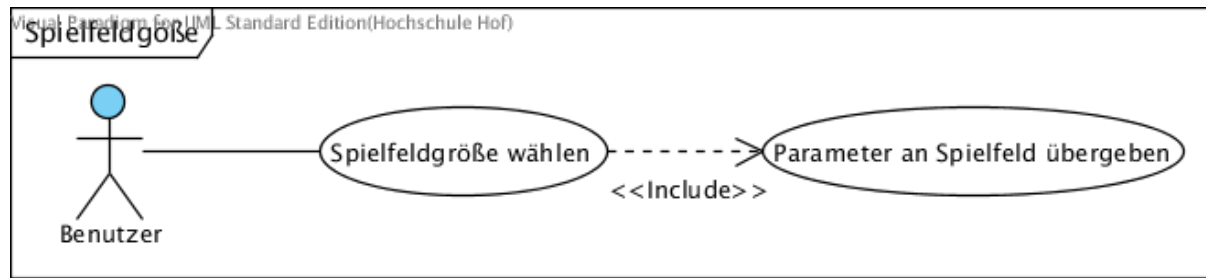 Visual Paradigm for UML Standard Edition(Hochschule Hof)
Spielfeldgöße
Spielfeldgröße wählen
Parameter an Spielfeld übergeben
<<Include>>
Benutzer